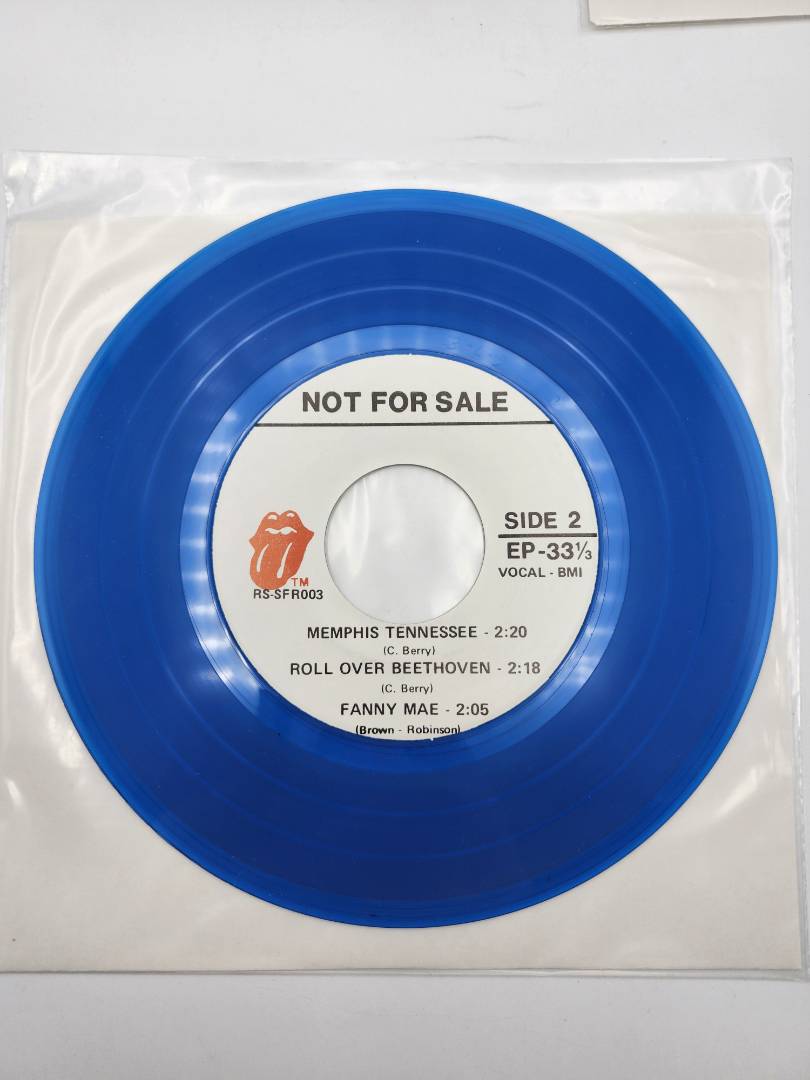 NOT FOR SALE
SIDE 2
EP-33⅓
VOCAL - BMI
TM
RS-SFR003
MEMPHIS TENNESSEE - 2:20
(C. Berry)
ROLL OVER BEETHOVEN - 2:18
(C. Berry)
FANNY MAE - 2:05
(Brown - Robinson)